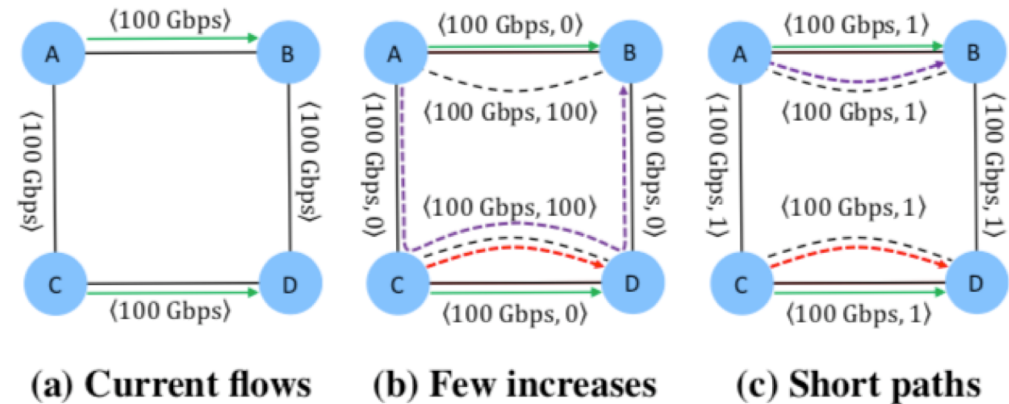 ⟨100 Gbps⟩
A
B
⟨100 Gbps⟩
⟨100 Gbps⟩
C
D
⟨100 Gbps⟩
(a) Current flows
⟨100 Gbps, 0⟩
A
B
⟨100 Gbps, 100⟩
⟨100 Gbps, 0⟩
⟨100 Gbps, 0⟩
⟨100 Gbps, 100⟩
C
D
⟨100 Gbps, 0⟩
(b) Few increases
⟨100 Gbps, 1⟩
A
B
⟨100 Gbps, 1⟩
⟨100 Gbps, 1⟩
⟨100 Gbps, 1⟩
⟨100 Gbps, 1⟩
C
D
⟨100 Gbps, 1⟩
(c) Short paths